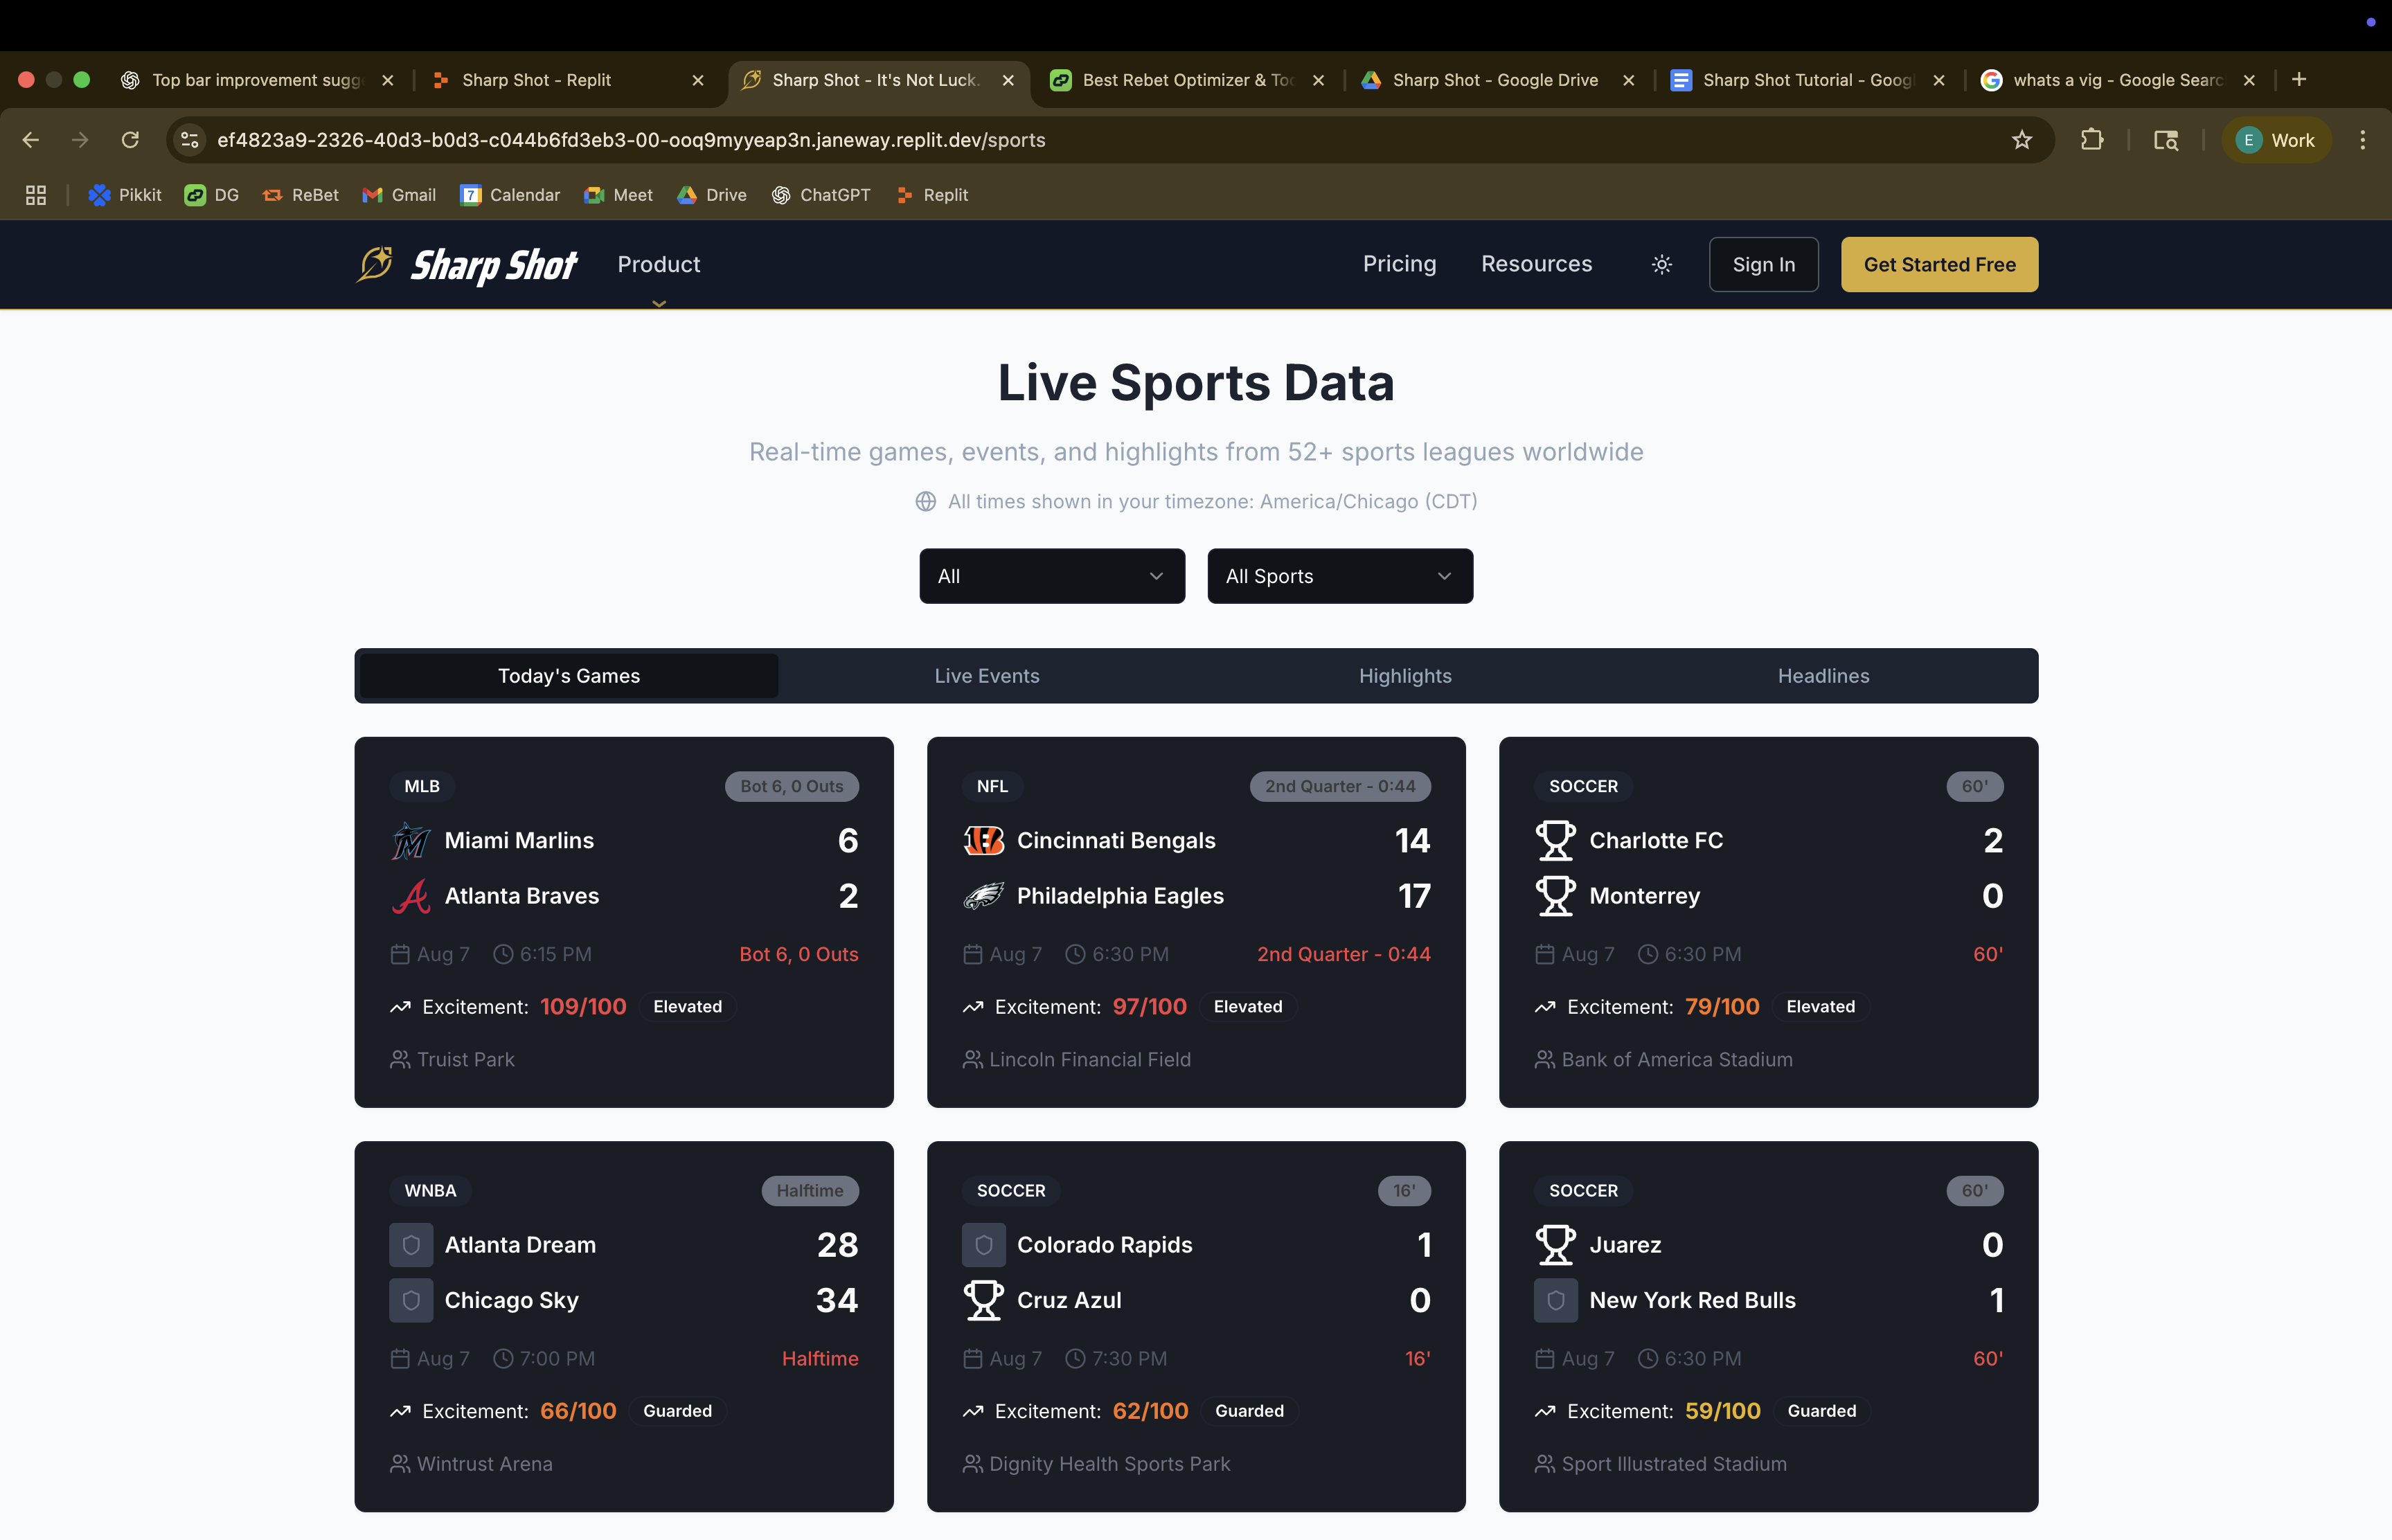 Top bar improvement sugg
Sharp Shot - Replit
Sharp Shot - It's Not Luck.
Best Rebet Optimizer & Too
Sharp Shot - Google Drive
Sharp Shot Tutorial - Goog
whats a vig - Google Searc
ef4823a9-2326-40d3-b0d3-c044b6fd3eb3-00-ooq9myyeap3n.janeway.replit.dev/sports
E Work
Pikkit
DG
ReBet
Gmail
7 Calendar
Meet
Drive
ChatGPT
Replit
Sharp Shot
Product
Pricing
Resources
Sign In
Get Started Free
Live Sports Data
Real-time games, events, and highlights from 52+ sports leagues worldwide
All times shown in your timezone: America/Chicago (CDT)
All
All Sports
Today's Games
Live Events
Highlights
Headlines
MLB Bot 6, 0 Outs
Miami Marlins 6
Atlanta Braves 2
Aug 7 6:15 PM Bot 6, 0 Outs
Excitement: 109/100 Elevated
Truist Park
NFL 2nd Quarter - 0:44
Cincinnati Bengals 14
Philadelphia Eagles 17
Aug 7 6:30 PM 2nd Quarter - 0:44
Excitement: 97/100 Elevated
Lincoln Financial Field
SOCCER 60'
Charlotte FC 2
Monterrey 0
Aug 7 6:30 PM 60'
Excitement: 79/100 Elevated
Bank of America Stadium
WNBA Halftime
Atlanta Dream 28
Chicago Sky 34
Aug 7 7:00 PM Halftime
Excitement: 66/100 Guarded
Wintrust Arena
SOCCER 16'
Colorado Rapids 1
Cruz Azul 0
Aug 7 7:30 PM 16'
Excitement: 62/100 Guarded
Dignity Health Sports Park
SOCCER 60'
Juarez 0
New York Red Bulls 1
Aug 7 6:30 PM 60'
Excitement: 59/100 Guarded
Sport Illustrated Stadium